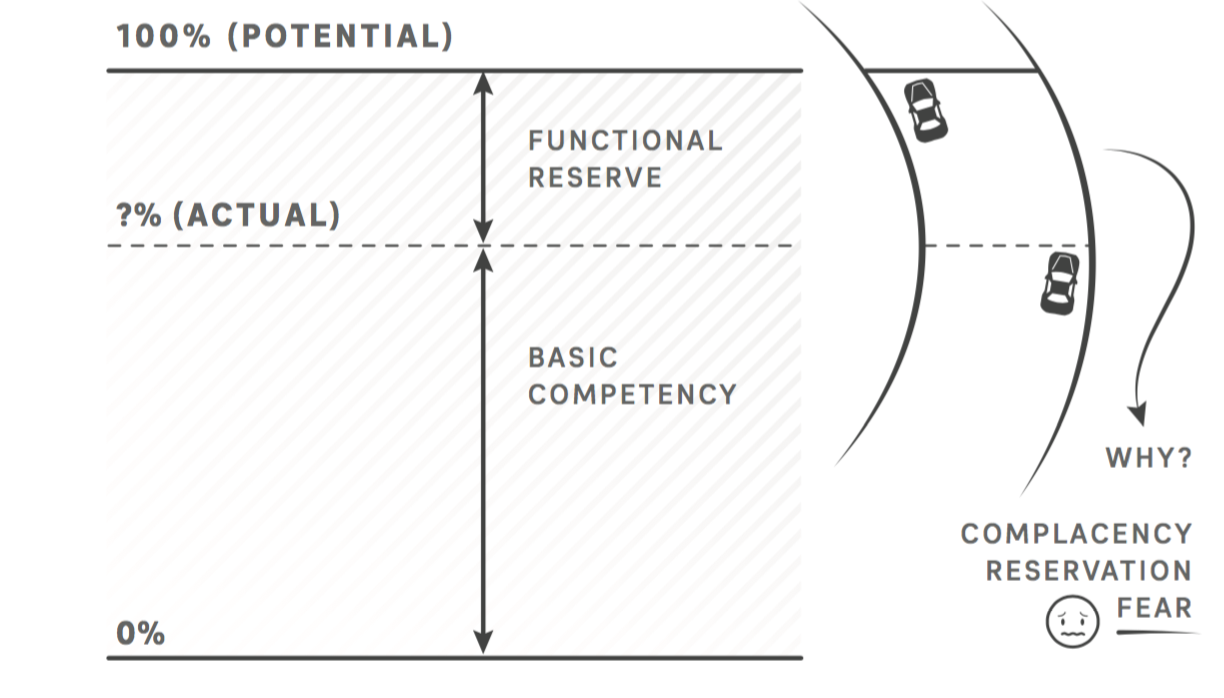 100% (POTENTIAL)
FUNCTIONAL
RESERVE
?% (ACTUAL)
BASIC
COMPETENCY
0%
WHY?
COMPLACENCY
RESERVATION
FEAR